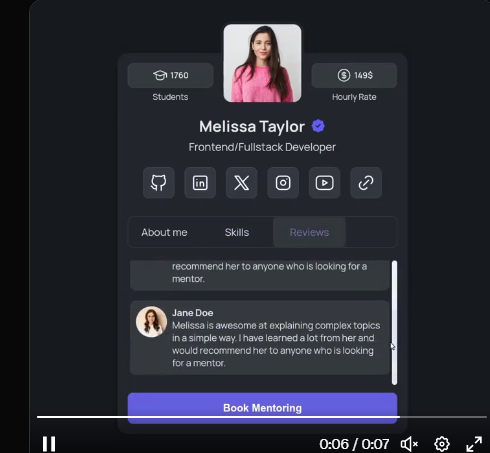 1760
149$
Students
Hourly Rate
Melissa Taylor
Frontend/Fullstack Developer
in
About me
Skills
Reviews
recommend her to anyone who is looking for a
mentor.
Jane Doe
Melissa is awesome at explaining complex topics
in a simple way. I have learned a lot from her and
would recommend her to anyone who is looking
for a mentor.
Book Mentoring
0:06 / 0:07